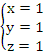 x = 1
y = 1
z = 1